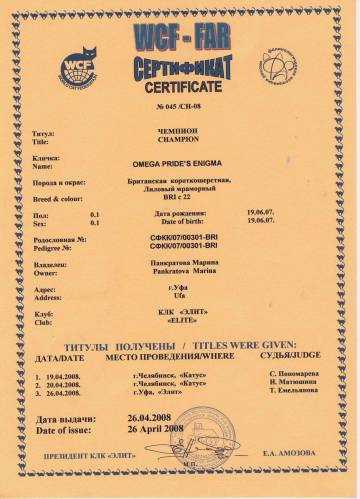 WCF - FAR
WCF
СЕРТИФИКАТ
CERTIFICATE
№ 045 /CH-08
Титул: ЧЕМПИОН
Title: CHAMPION
Кличка:
Name: OMEGA PRIDE'S ENIGMA
Порода и окрас: Британская короткошерстная,
Лиловый мраморный
Breed & colour: BRI c 22
Пол: 0.1 Дата рождения: 19.06.07.
Sex: 0.1 Date of birth: 19.06.07.
Родословная №: СФКК/07/00301-BRI
Pedigree №: СФКК/07/00301-BRI
Владелец: Панкратова Марина
Owner: Pankratova Marina
Адрес: г.Уфа
Address: Ufa
Клуб: КЛК «ЭЛИТ»
Club: «ELITE»
ТИТУЛЫ ПОЛУЧЕНЫ / TITLES WERE GIVEN:
ДАТА/DATE МЕСТО ПРОВЕДЕНИЯ/WHERE СУДЬЯ/JUDGE
1. 19.04.2008. г.Челябинск, «Катус» С. Пономарева
2. 20.04.2008. г.Челябинск, «Катус» И. Матюшина
3. 26.04.2008. г.Уфа, «Элит» Т. Емельянова
Дата выдачи: 26.04.2008
Date of issue: 26 April 2008
М.П.
ПРЕЗИДЕНТ КЛК "ЭЛИТ" Е.А. АМОЗОВА